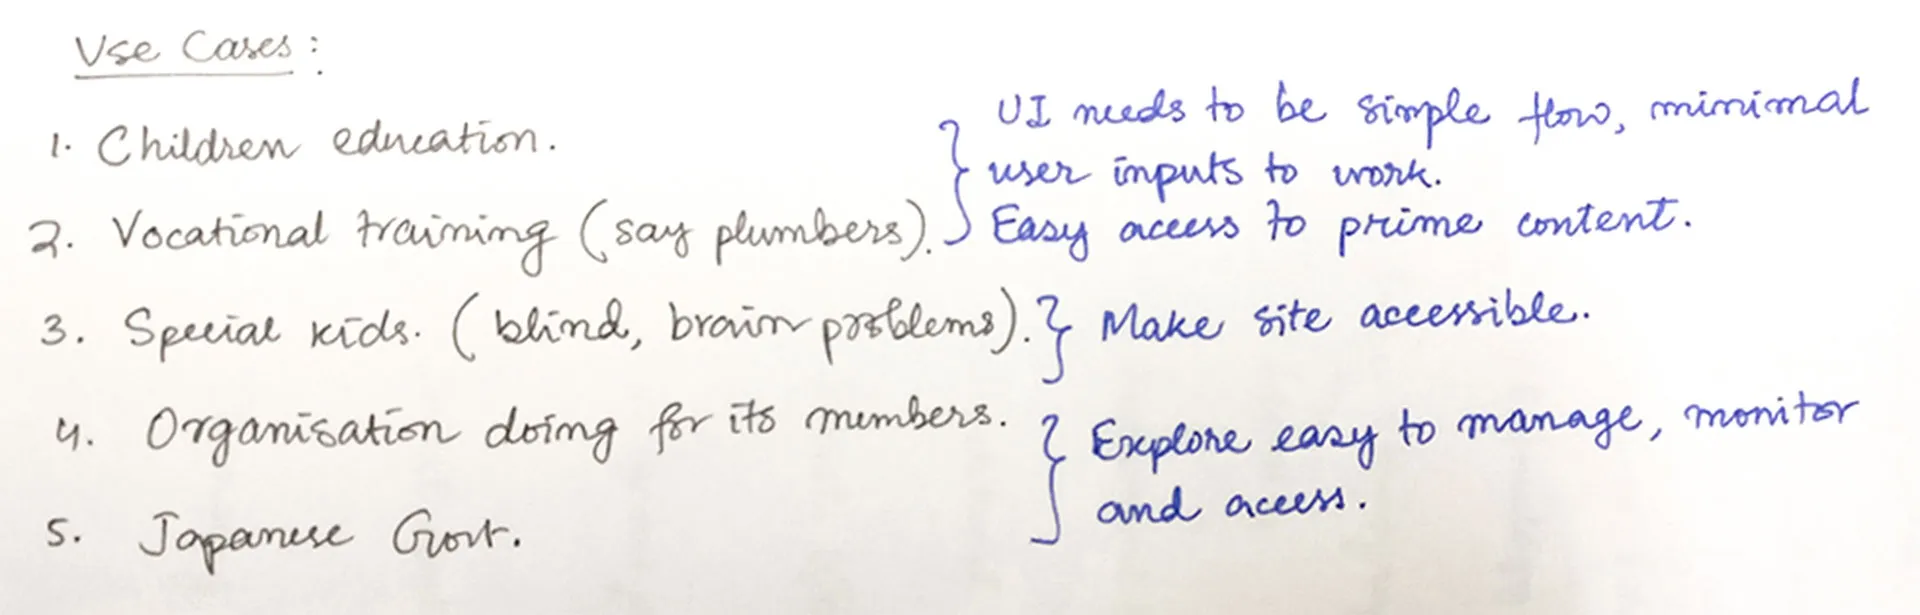 Use Cases :
1. Children education.
2. Vocational training (say plumbers).
3. Special kids. (blind, brain problems).
4. Organisation doing for its members.
5. Japanese Govt.
UI needs to be simple flow, minimal
user inputs to work.
Easy access to prime content.
Make site accessible.
Explore easy to manage, monitor
and access.